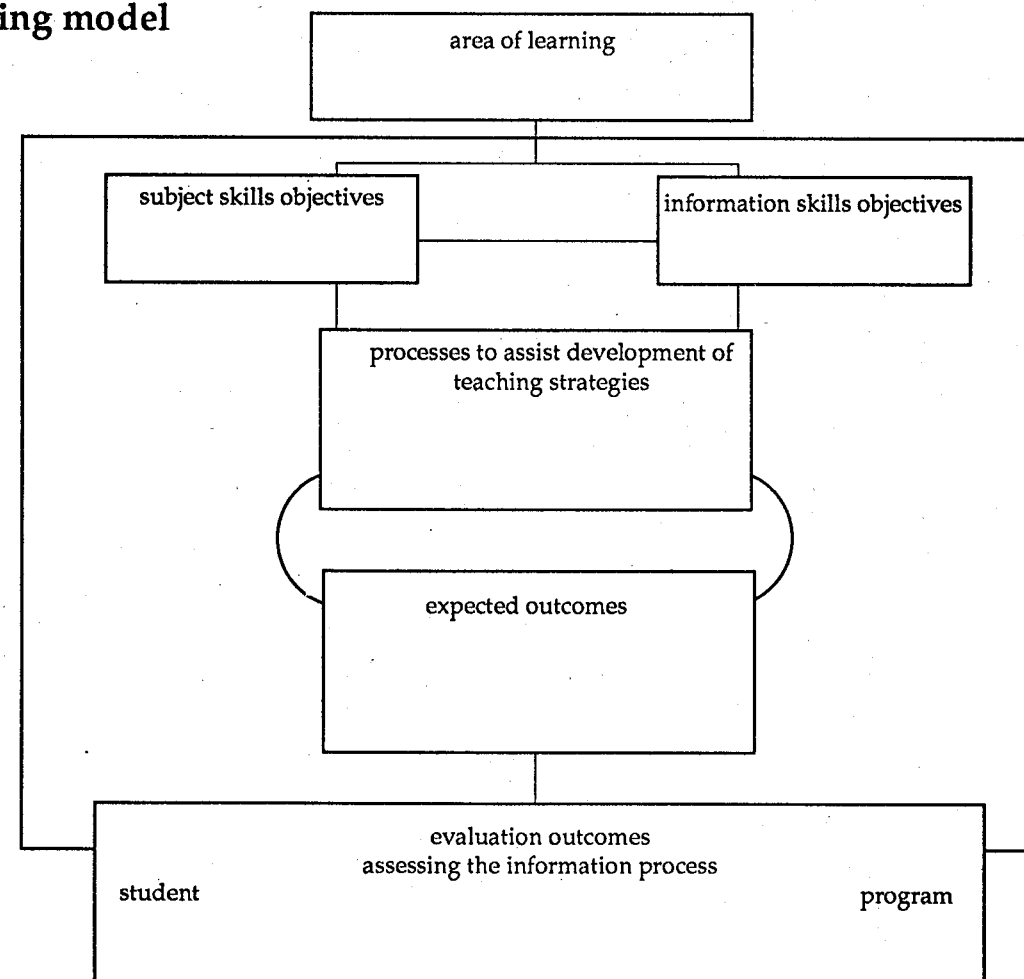 ing model
area of learning
subject skills objectives
information skills objectives
processes to assist development of
teaching strategies
expected outcomes
evaluation outcomes
assessing the information process
student
program